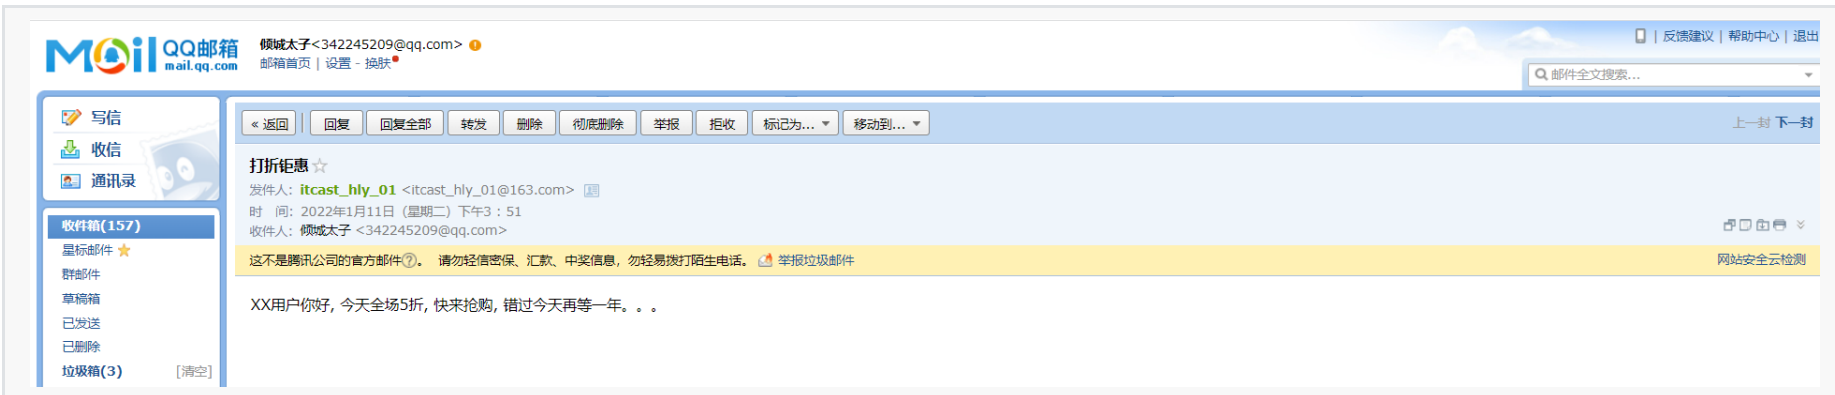 Mail QQ邮箱 mail.qq.com
倾城太子<342245209@qq.com>
邮箱首页 | 设置 - 换肤
| 反馈建议 | 帮助中心 | 退出
邮件全文搜索...
写信
收信
通讯录
收件箱(157)
星标邮件
群邮件
草稿箱
已发送
已删除
垃圾箱(3) [清空]
« 返回 回复 回复全部 转发 删除 彻底删除 举报 拒收 标记为... 移动到...
上一封 下一封
打折钜惠☆
发件人: itcast_hly_01 <itcast_hly_01@163.com>
时 间: 2022年1月11日 (星期二) 下午3:51
收件人: 倾城太子 <342245209@qq.com>
这不是腾讯公司的官方邮件?。 请勿轻信密保、汇款、中奖信息,勿轻易拨打陌生电话。 举报垃圾邮件
网站安全云检测
XX用户你好, 今天全场5折, 快来抢购, 错过今天再等一年。。。